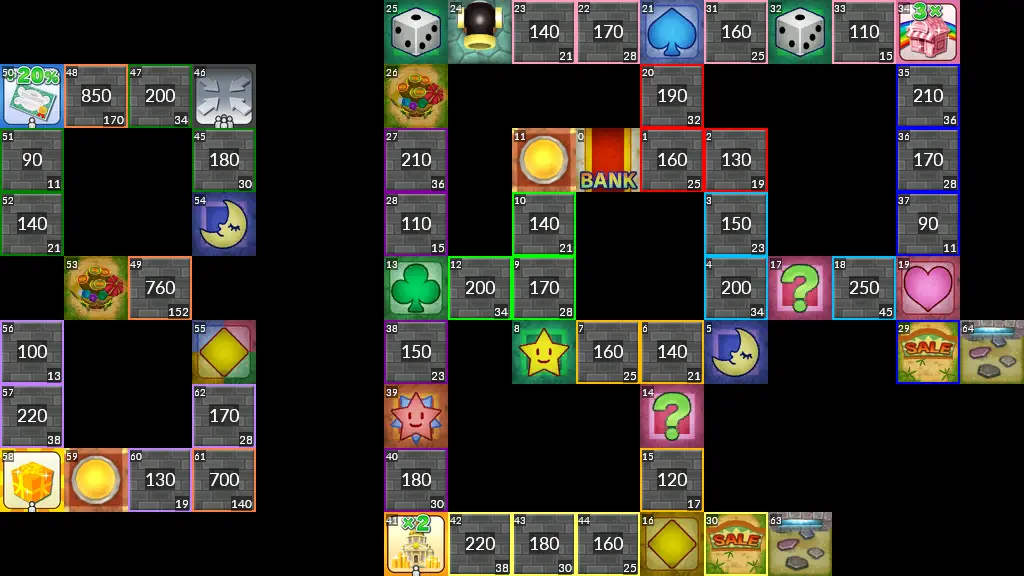 25 24 23 140 21 22 170 28 21 31 160 25 32 33 110 15 34 3×
50 20% 48 850 170 47 200 34 46 26 20 190 32 35 210 36
51 90 11 45 180 30 27 210 36 11 0 BANK 1 160 25 2 130 19 36 170 28
52 140 21 54 28 110 15 10 140 21 3 150 23 37 90 11
53 49 760 152 13 12 200 34 9 170 28 4 200 34 17 ? 18 250 45 19
56 100 13 55 38 150 23 8 7 160 25 6 140 21 5 29 SALE 64
57 220 38 62 170 28 39 14 ?
58 59 60 130 19 61 700 140 40 180 30 15 120 17
41 ×2 42 220 38 43 180 30 44 160 25 16 30 SALE 63